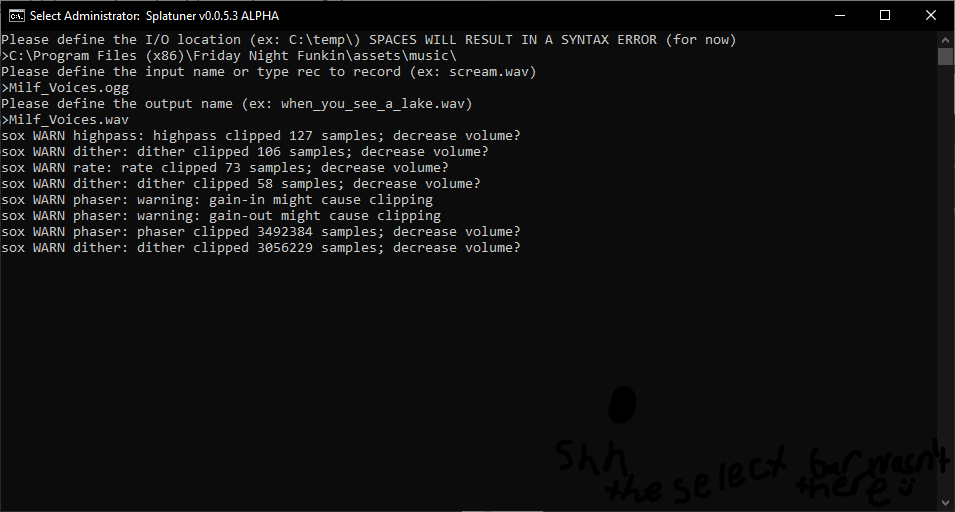 Select Administrator: Splatuner v0.0.5.3 ALPHA
Please define the I/O location (ex: C:\temp\) SPACES WILL RESULT IN A SYNTAX ERROR (for now)
>C:\Program Files (x86)\Friday Night Funkin\assets\music\
Please define the input name or type rec to record (ex: scream.wav)
>Milf_Voices.ogg
Please define the output name (ex: when_you_see_a_lake.wav)
>Milf_Voices.wav
sox WARN highpass: highpass clipped 127 samples; decrease volume?
sox WARN dither: dither clipped 106 samples; decrease volume?
sox WARN rate: rate clipped 73 samples; decrease volume?
sox WARN dither: dither clipped 58 samples; decrease volume?
sox WARN phaser: warning: gain-in might cause clipping
sox WARN phaser: warning: gain-out might cause clipping
sox WARN phaser: phaser clipped 3492384 samples; decrease volume?
sox WARN dither: dither clipped 3056229 samples; decrease volume?
Shh
the select bar wasn't
there